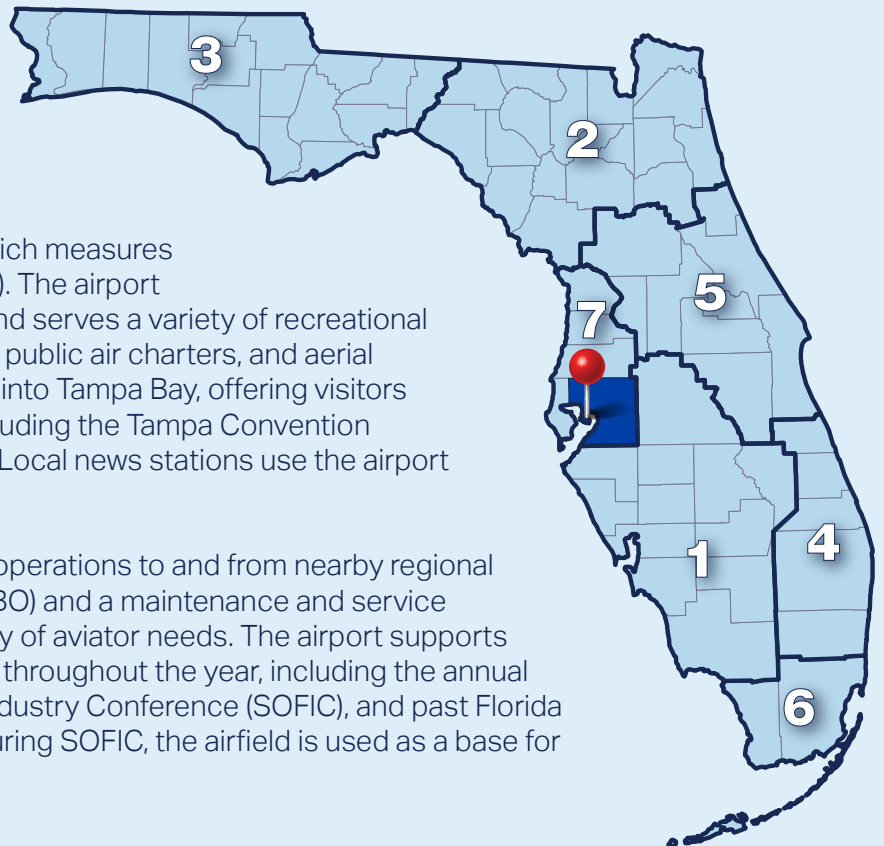 3
2
ich measures
). The airport
nd serves a variety of recreational
5
7
public air charters, and aerial
into Tampa Bay, offering visitors
uding the Tampa Convention
Local news stations use the airport
4
1
operations to and from nearby regional
BO) and a maintenance and service
y of aviator needs. The airport supports
throughout the year, including the annual
dustry Conference (SOFIC), and past Florida
6
uring SOFIC, the airfield is used as a base for